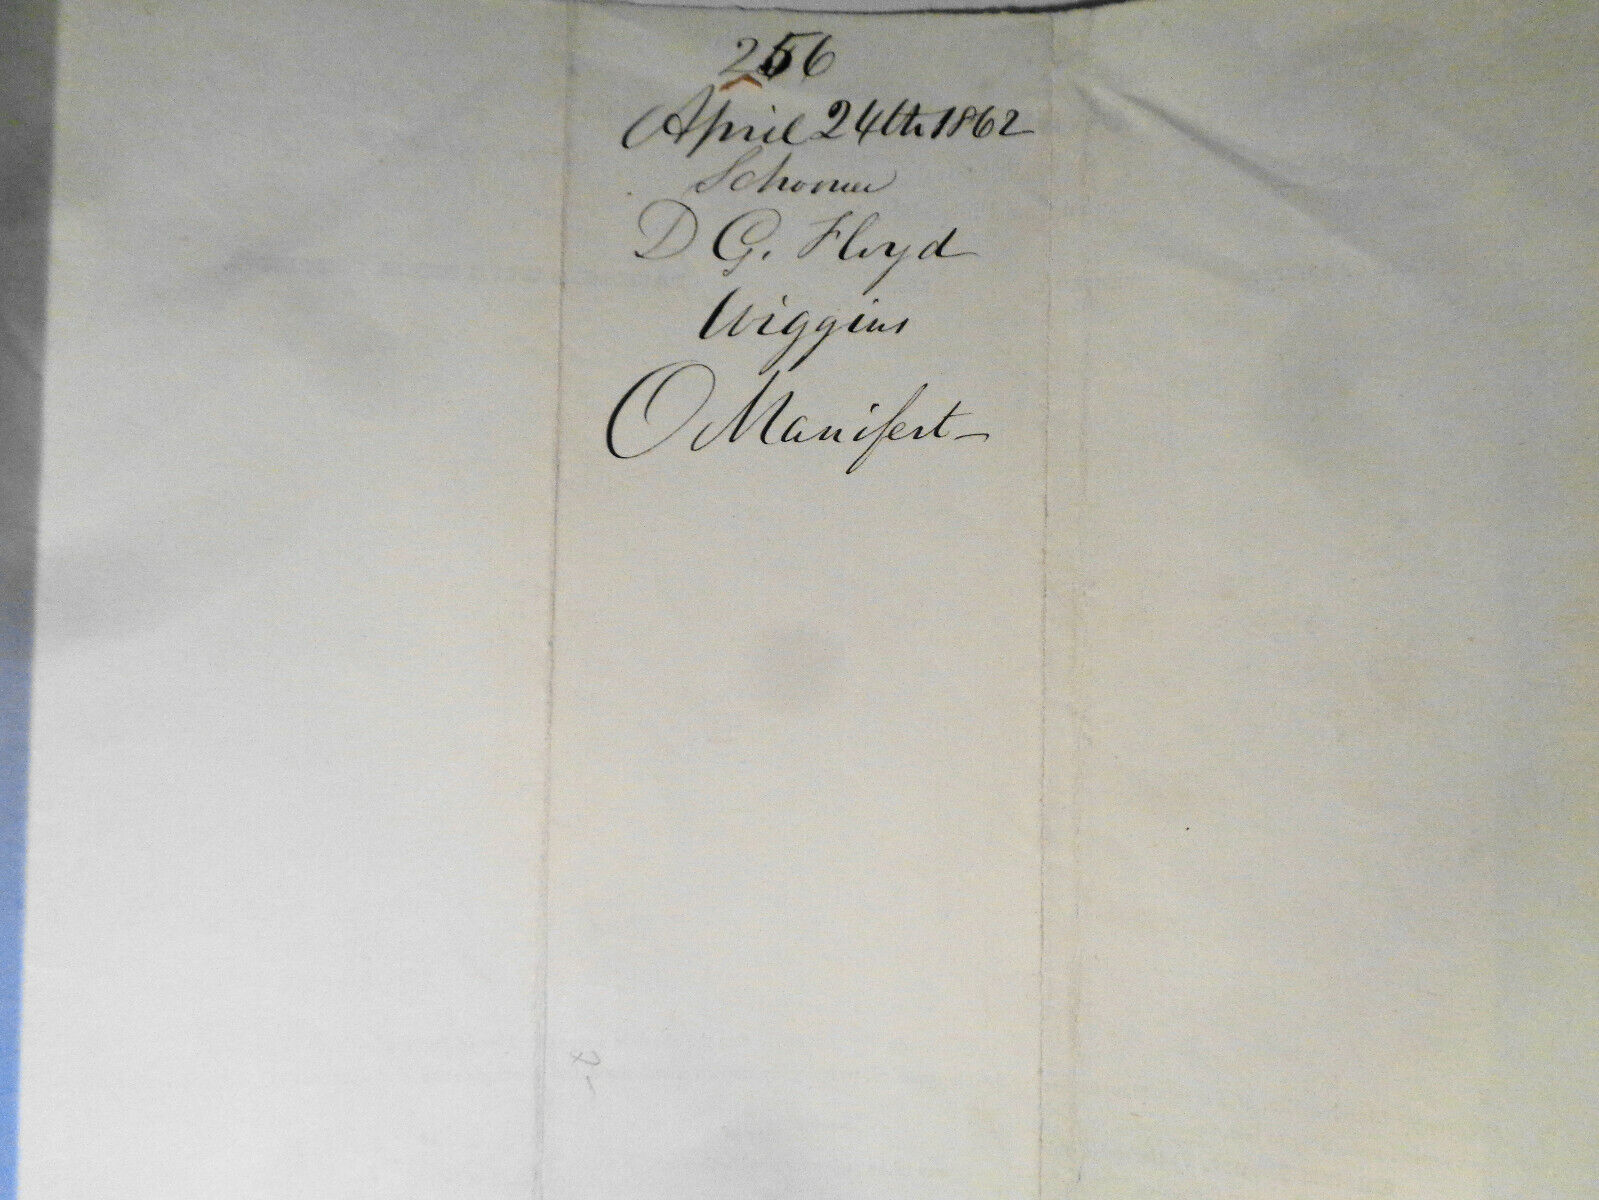 256
April 24th 1862
Schooner
D G. Floyd
Wiggins
O Manifest